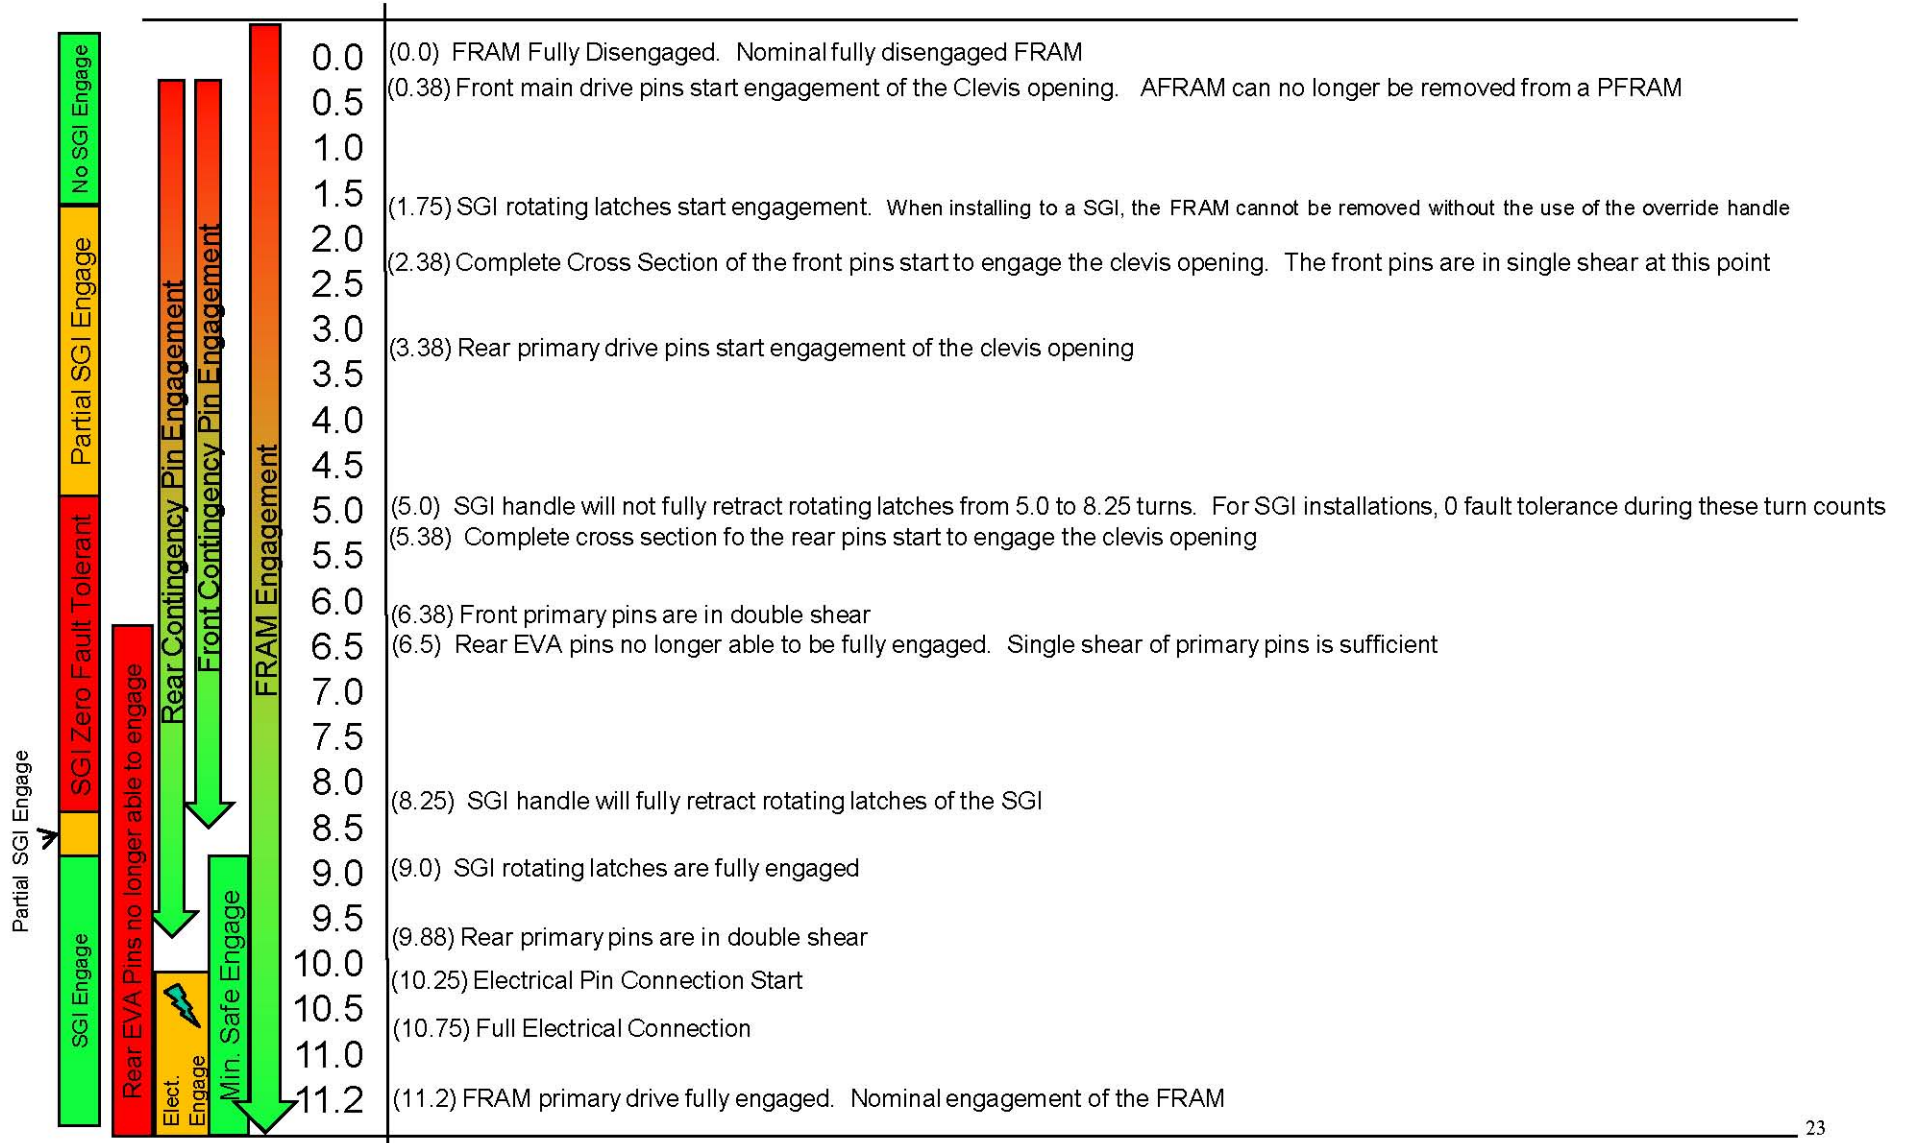 No SGI Engage
Partial SGI Engage
SGI Zero Fault Tolerant
Partial SGI Engage
SGI Engage
Rear EVA Pins no longer able to engage
Rear Contingency Pin Engagement
Front Contingency Pin Engagement
FRAM Engagement
Elect.
Engage
Min. Safe Engage
0.0
0.5
1.0
1.5
2.0
2.5
3.0
3.5
4.0
4.5
5.0
5.5
6.0
6.5
7.0
7.5
8.0
8.5
9.0
9.5
10.0
10.5
11.0
11.2
(0.0) FRAM Fully Disengaged. Nominal fully disengaged FRAM
(0.38) Front main drive pins start engagement of the Clevis opening. AFRAM can no longer be removed from a PFRAM
(1.75) SGI rotating latches start engagement. When installing to a SGI, the FRAM cannot be removed without the use of the override handle
(2.38) Complete Cross Section of the front pins start to engage the clevis opening. The front pins are in single shear at this point
(3.38) Rear primary drive pins start engagement of the clevis opening
(5.0) SGI handle will not fully retract rotating latches from 5.0 to 8.25 turns. For SGI installations, 0 fault tolerance during these turn counts
(5.38) Complete cross section fo the rear pins start to engage the clevis opening
(6.38) Front primary pins are in double shear
(6.5) Rear EVA pins no longer able to be fully engaged. Single shear of primary pins is sufficient
(8.25) SGI handle will fully retract rotating latches of the SGI
(9.0) SGI rotating latches are fully engaged
(9.88) Rear primary pins are in double shear
(10.25) Electrical Pin Connection Start
(10.75) Full Electrical Connection
(11.2) FRAM primary drive fully engaged. Nominal engagement of the FRAM
23